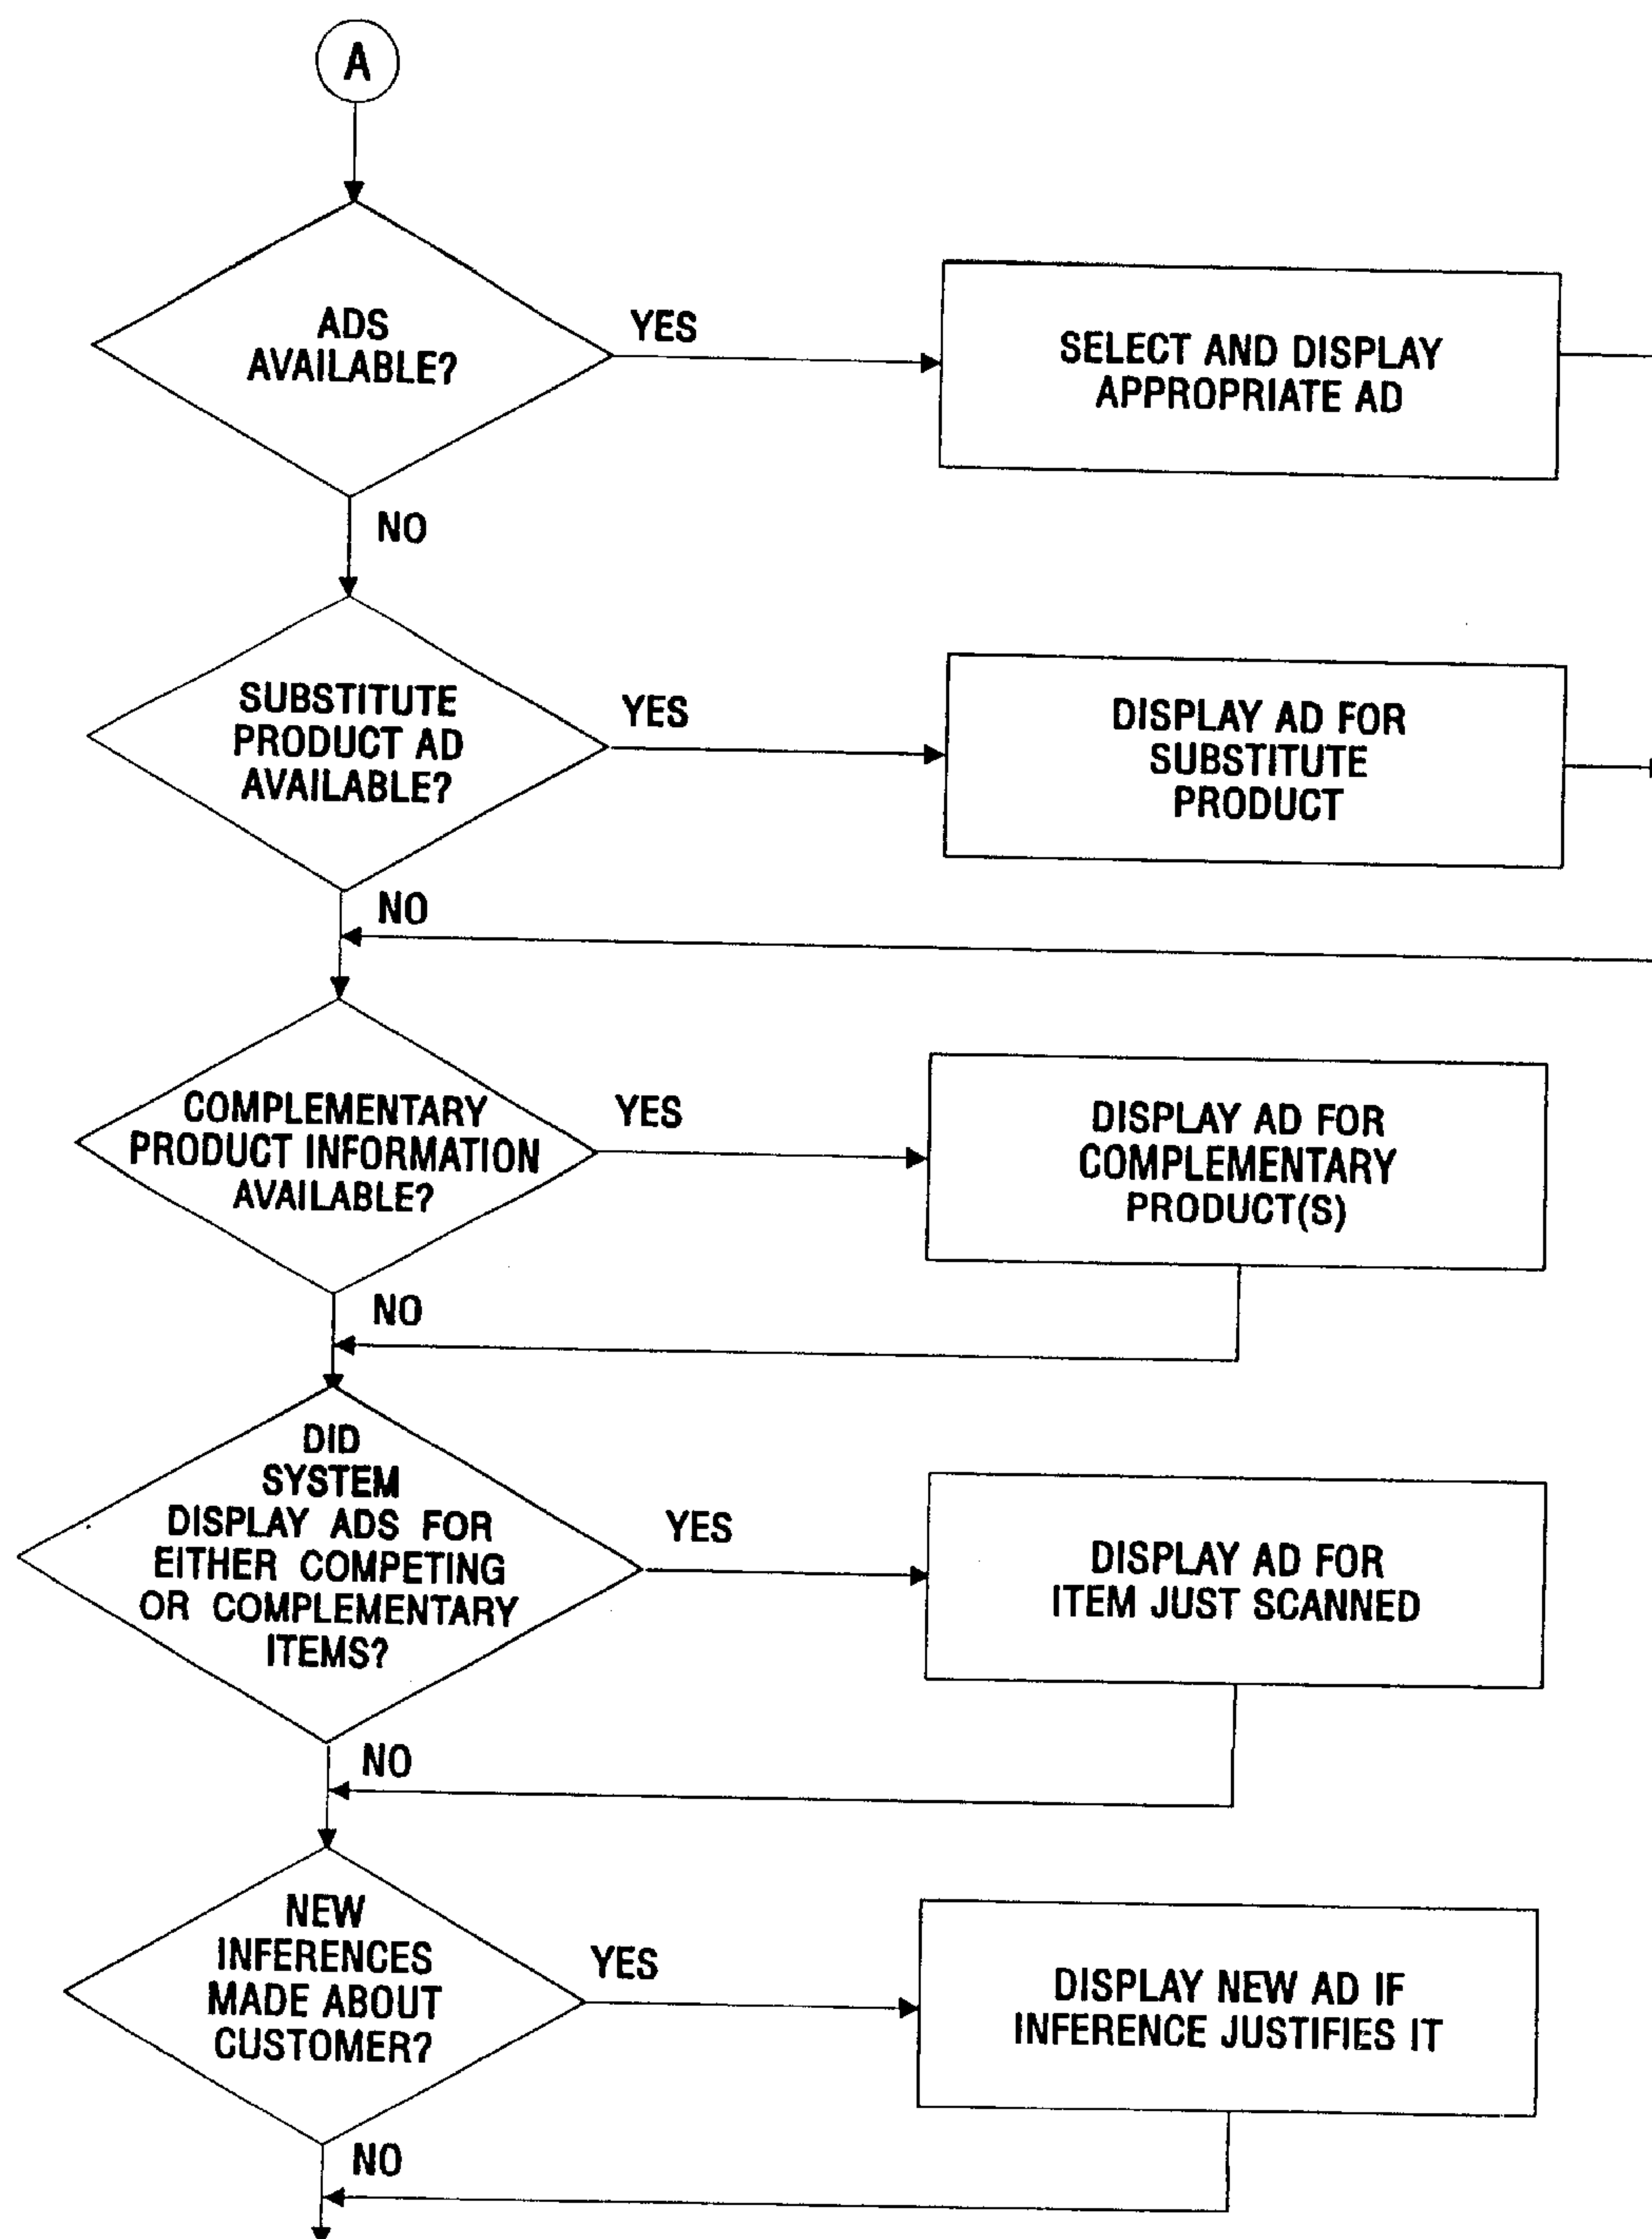 A
ADS
AVAILABLE?
YES
SELECT AND DISPLAY
APPROPRIATE AD
NO
SUBSTITUTE
PRODUCT AD
AVAILABLE?
YES
DISPLAY AD FOR
SUBSTITUTE
PRODUCT
NO
COMPLEMENTARY
PRODUCT INFORMATION
AVAILABLE?
YES
DISPLAY AD FOR
COMPLEMENTARY
PRODUCT(S)
NO
DID
SYSTEM
DISPLAY ADS FOR
EITHER COMPETING
OR COMPLEMENTARY
ITEMS?
YES
DISPLAY AD FOR
ITEM JUST SCANNED
NO
NEW
INFERENCES
MADE ABOUT
CUSTOMER?
YES
DISPLAY NEW AD IF
INFERENCE JUSTIFIES IT
NO